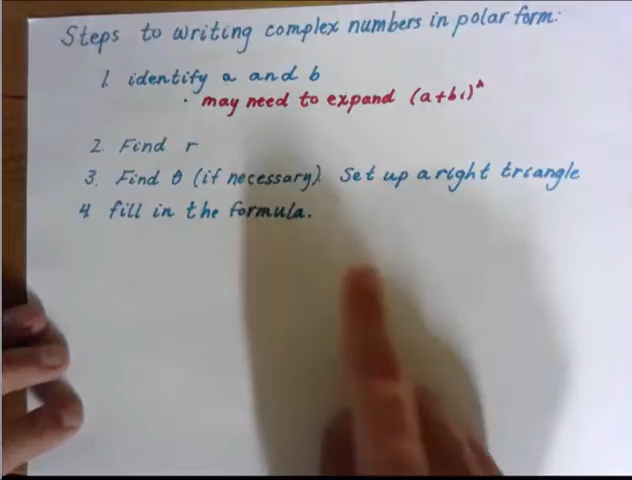 Steps to writing complex numbers in polar form:
1. identify a and b
· may need to expand (a+bi)^n
2. Find r
3. Find θ (if necessary). Set up a right triangle
4 fill in the formula.